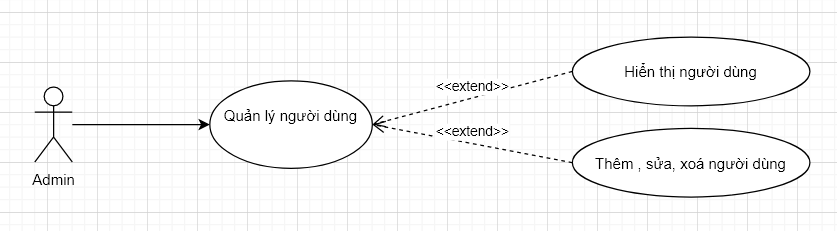 Hiển thị người dùng
<<extend>>
Quản lý người dùng
<<extend>>
Thêm , sửa, xoá người dùng
Admin